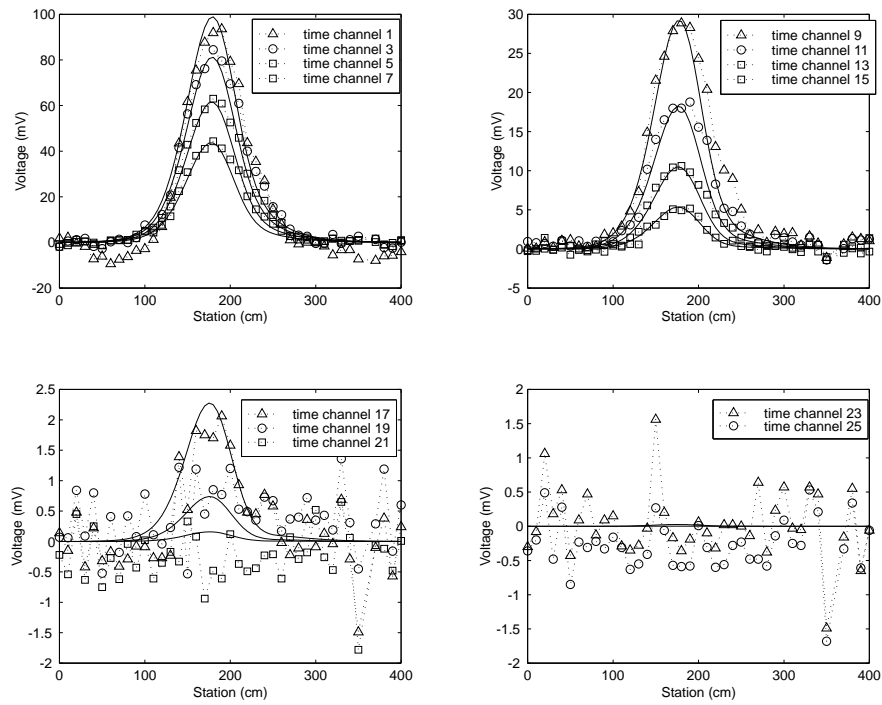 100
80
60
40
20
0
-20
Voltage (mV)
0
100
200
300
400
Station (cm)
time channel 1
time channel 3
time channel 5
time channel 7
30
25
20
15
10
5
0
-5
Voltage (mV)
0
100
200
300
400
Station (cm)
time channel 9
time channel 11
time channel 13
time channel 15
2.5
2
1.5
1
0.5
0
-0.5
-1
-1.5
-2
Voltage (mV)
0
100
200
300
400
Station (cm)
time channel 17
time channel 19
time channel 21
2
1.5
1
0.5
0
-0.5
-1
-1.5
-2
Voltage (mV)
0
100
200
300
400
Station (cm)
time channel 23
time channel 25